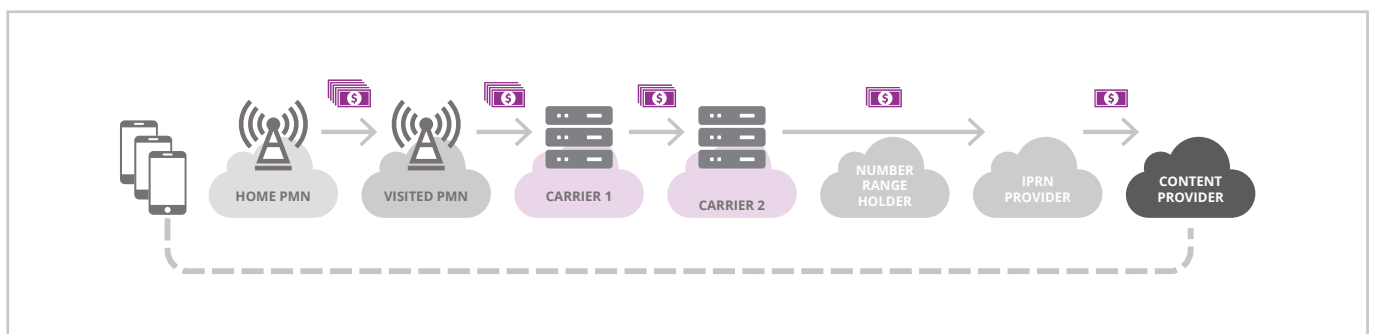 $
$
$
$
$
HOME PMN
VISITED PMN
CARRIER 1
CARRIER 2
NUMBER
RANGE
HOLDER
IPRN
PROVIDER
CONTENT
PROVIDER